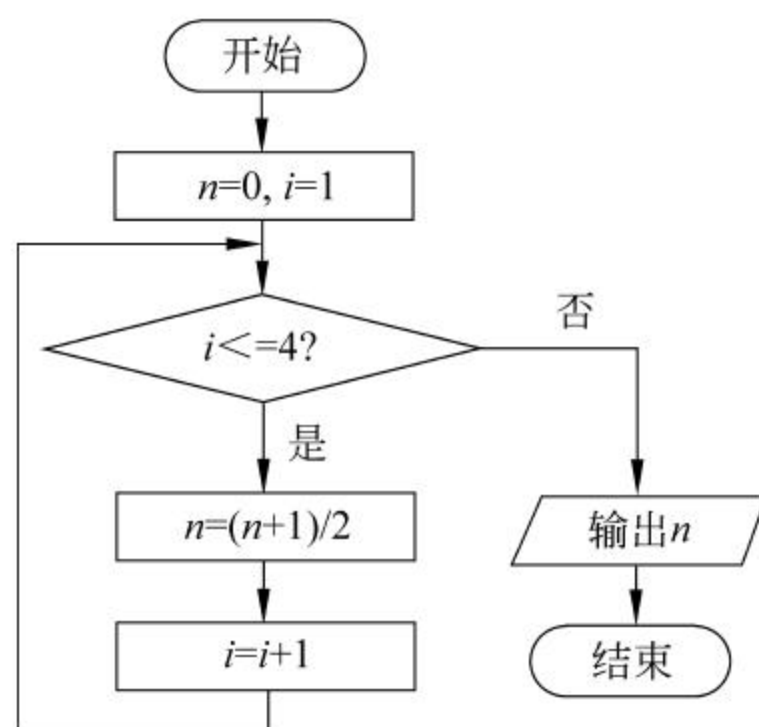 开始
n=0, i=1
i<=4?
否
是
n=(n+1)/2
输出n
i=i+1
结束